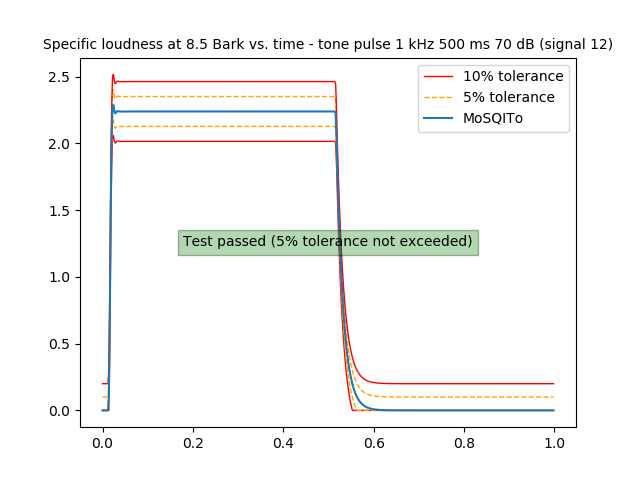 Specific loudness at 8.5 Bark vs. time - tone pulse 1 kHz 500 ms 70 dB (signal 12)
10% tolerance
5% tolerance
MoSQITo
Test passed (5% tolerance not exceeded)
2.5
2.0
1.5
1.0
0.5
0.0
0.0 0.2 0.4 0.6 0.8 1.0